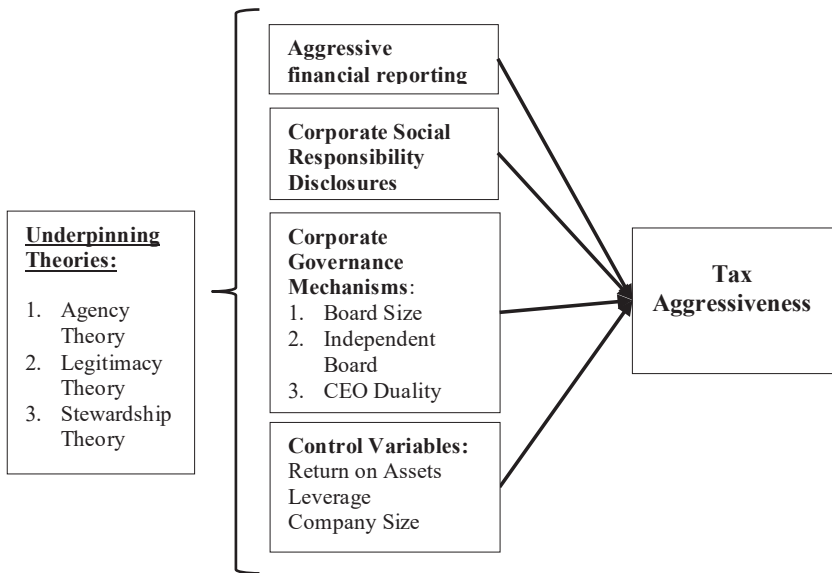 Underpinning
Theories:
1. Agency
Theory
2. Legitimacy
Theory
3. Stewardship
Theory
Aggressive
financial reporting
Corporate Social
Responsibility
Disclosures
Corporate
Governance
Mechanisms:
1. Board Size
2. Independent
Board
3. CEO Duality
Control Variables:
Return on Assets
Leverage
Company Size
Tax
Aggressiveness